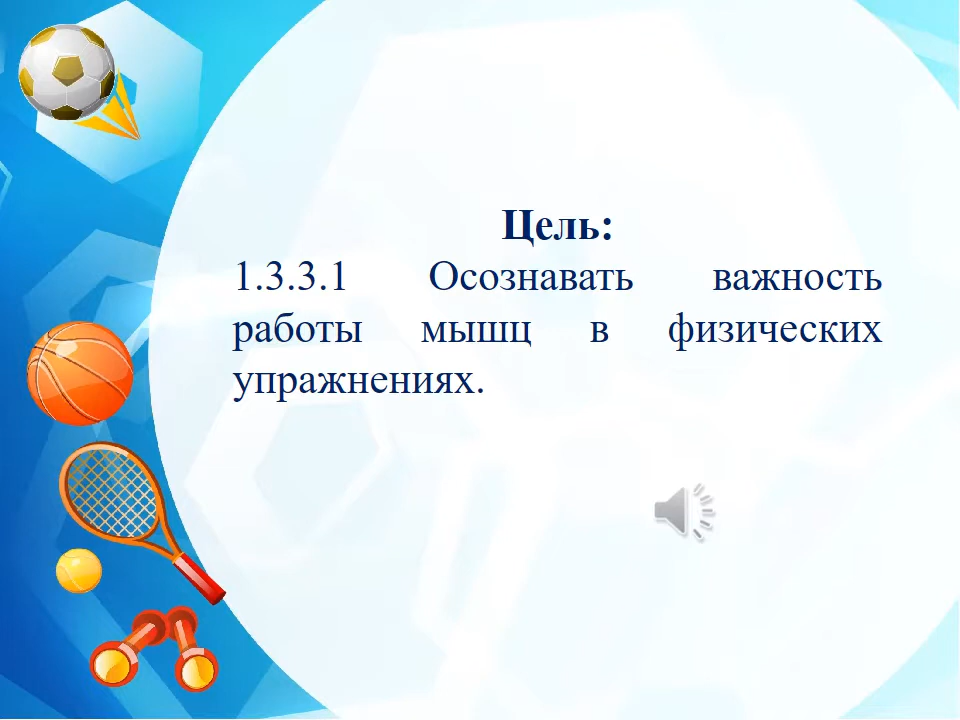 Цель:
1.3.3.1 Осознавать важность
работы мышц в физических
упражнениях.